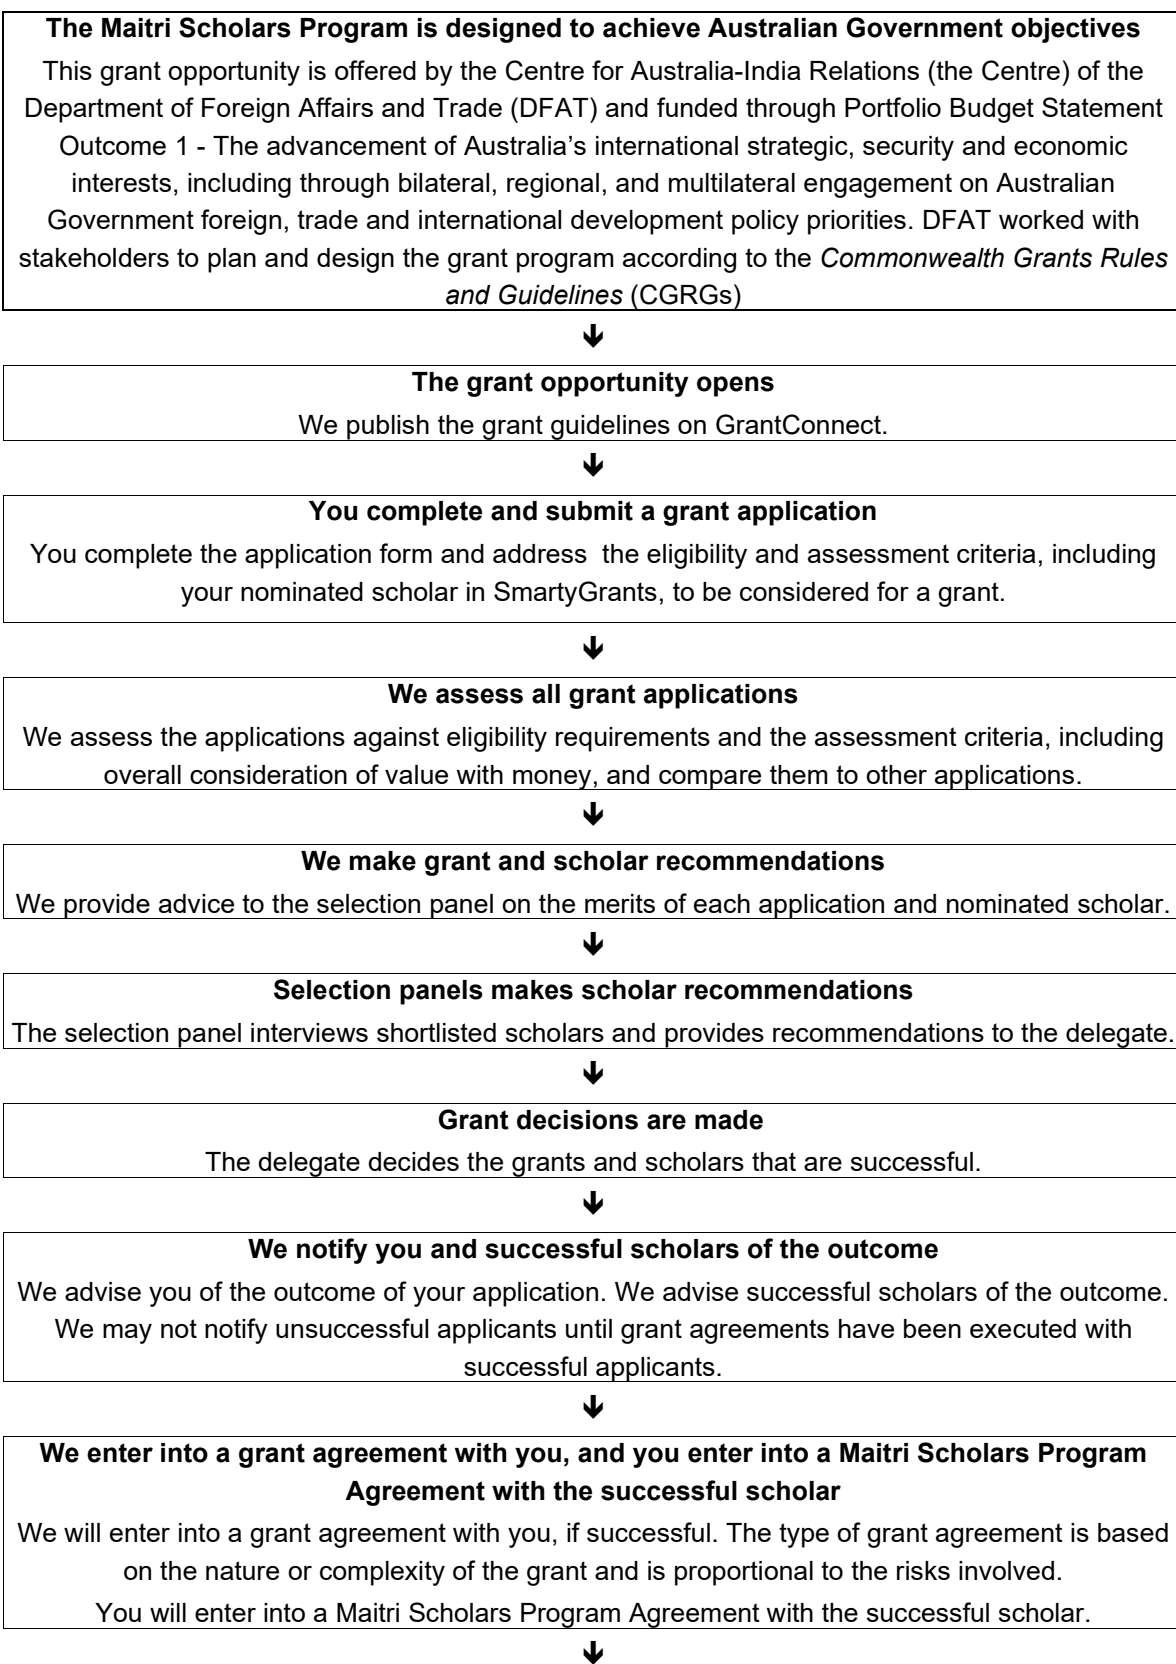 The Maitri Scholars Program is designed to achieve Australian Government objectives
This grant opportunity is offered by the Centre for Australia-India Relations (the Centre) of the
Department of Foreign Affairs and Trade (DFAT) and funded through Portfolio Budget Statement
Outcome 1 - The advancement of Australia’s international strategic, security and economic
interests, including through bilateral, regional, and multilateral engagement on Australian
Government foreign, trade and international development policy priorities. DFAT worked with
stakeholders to plan and design the grant program according to the Commonwealth Grants Rules
and Guidelines (CGRGs)
The grant opportunity opens
We publish the grant guidelines on GrantConnect.
You complete and submit a grant application
You complete the application form and address  the eligibility and assessment criteria, including
your nominated scholar in SmartyGrants, to be considered for a grant.
We assess all grant applications
We assess the applications against eligibility requirements and the assessment criteria, including
overall consideration of value with money, and compare them to other applications.
We make grant and scholar recommendations
We provide advice to the selection panel on the merits of each application and nominated scholar.
Selection panels makes scholar recommendations
The selection panel interviews shortlisted scholars and provides recommendations to the delegate.
Grant decisions are made
The delegate decides the grants and scholars that are successful.
We notify you and successful scholars of the outcome
We advise you of the outcome of your application. We advise successful scholars of the outcome.
We may not notify unsuccessful applicants until grant agreements have been executed with
successful applicants.
We enter into a grant agreement with you, and you enter into a Maitri Scholars Program
Agreement with the successful scholar
We will enter into a grant agreement with you, if successful. The type of grant agreement is based
on the nature or complexity of the grant and is proportional to the risks involved.
You will enter into a Maitri Scholars Program Agreement with the successful scholar.